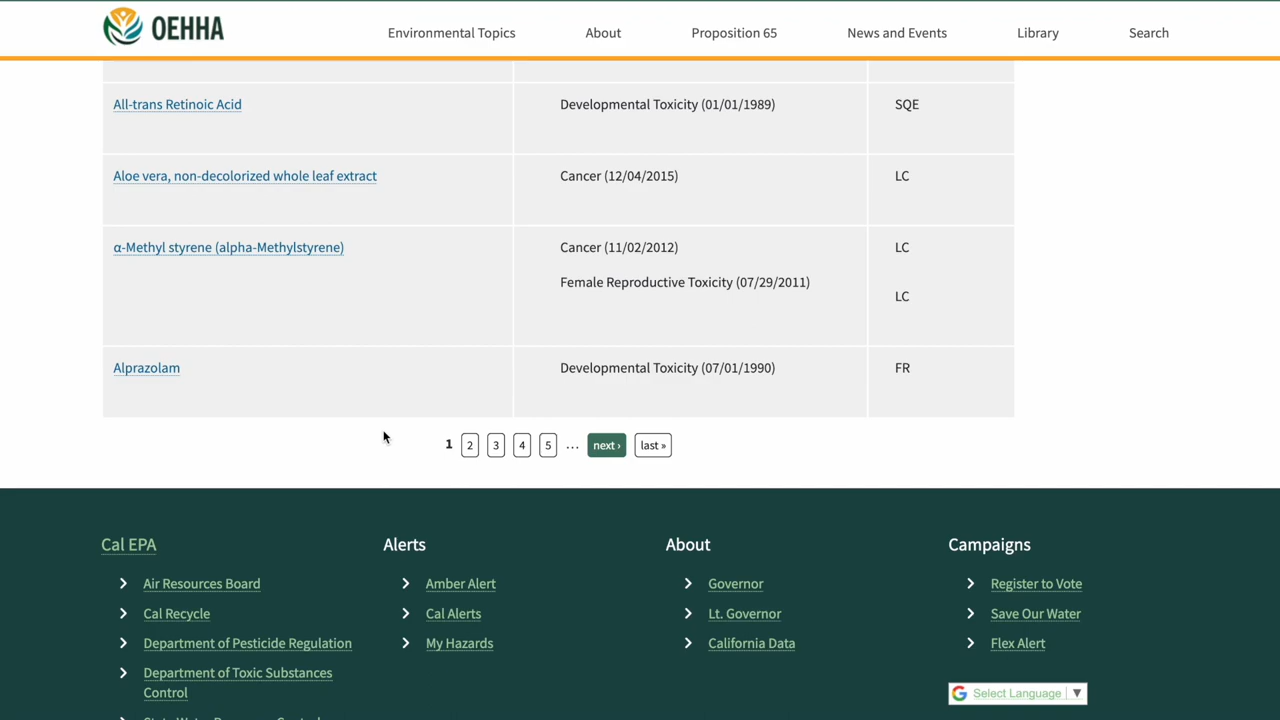 OEHHA
Environmental Topics
About
Proposition 65
News and Events
Library
Search
All-trans Retinoic Acid
Developmental Toxicity (01/01/1989)
SQE
Aloe vera, non-decolorized whole leaf extract
Cancer (12/04/2015)
LC
α-Methyl styrene (alpha-Methylstyrene)
Cancer (11/02/2012)
LC
Female Reproductive Toxicity (07/29/2011)
LC
Alprazolam
Developmental Toxicity (07/01/1990)
FR
1 2 3 4 5 … next › last »
Cal EPA
Air Resources Board
Cal Recycle
Department of Pesticide Regulation
Department of Toxic Substances
Control
Alerts
Amber Alert
Cal Alerts
My Hazards
About
Governor
Lt. Governor
California Data
Campaigns
Register to Vote
Save Our Water
Flex Alert
G Select Language ▼